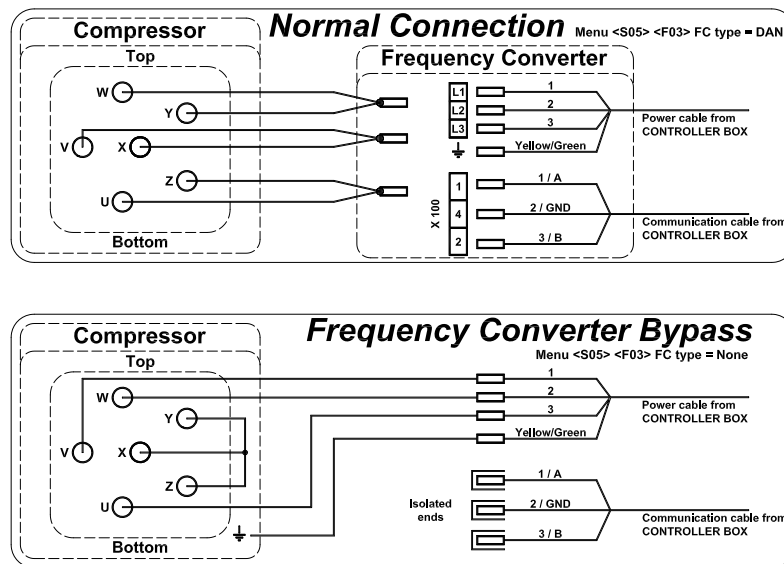 Compressor
Normal Connection
Menu <S05> <F03> FC type = DAN
Top
Frequency Converter
W
Y
V
X
Z
U
Bottom
L1
L2
L3
1
2
3
Yellow/Green
Power cable from
CONTROLLER BOX
X 100
1
4
2
1 / A
2 / GND
3 / B
Communication cable from
CONTROLLER BOX
Compressor
Frequency Converter Bypass
Menu <S05> <F03> FC type = None
Top
W
Y
V
X
Z
U
Bottom
1
2
3
Yellow/Green
Power cable from
CONTROLLER BOX
Isolated
ends
1 / A
2 / GND
3 / B
Communication cable from
CONTROLLER BOX